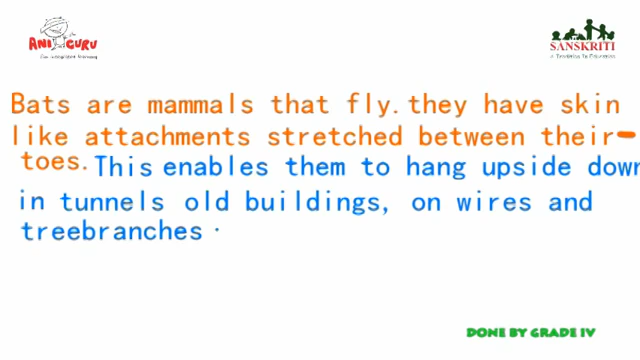 ANI GURU
SANSKRITI
Bats are mammals that fly. they have skin
like attachments stretched between their-
toes. This enables them to hang upside down
in tunnels old buildings, on wires and
treebranches .
DONE BY GRADE IV